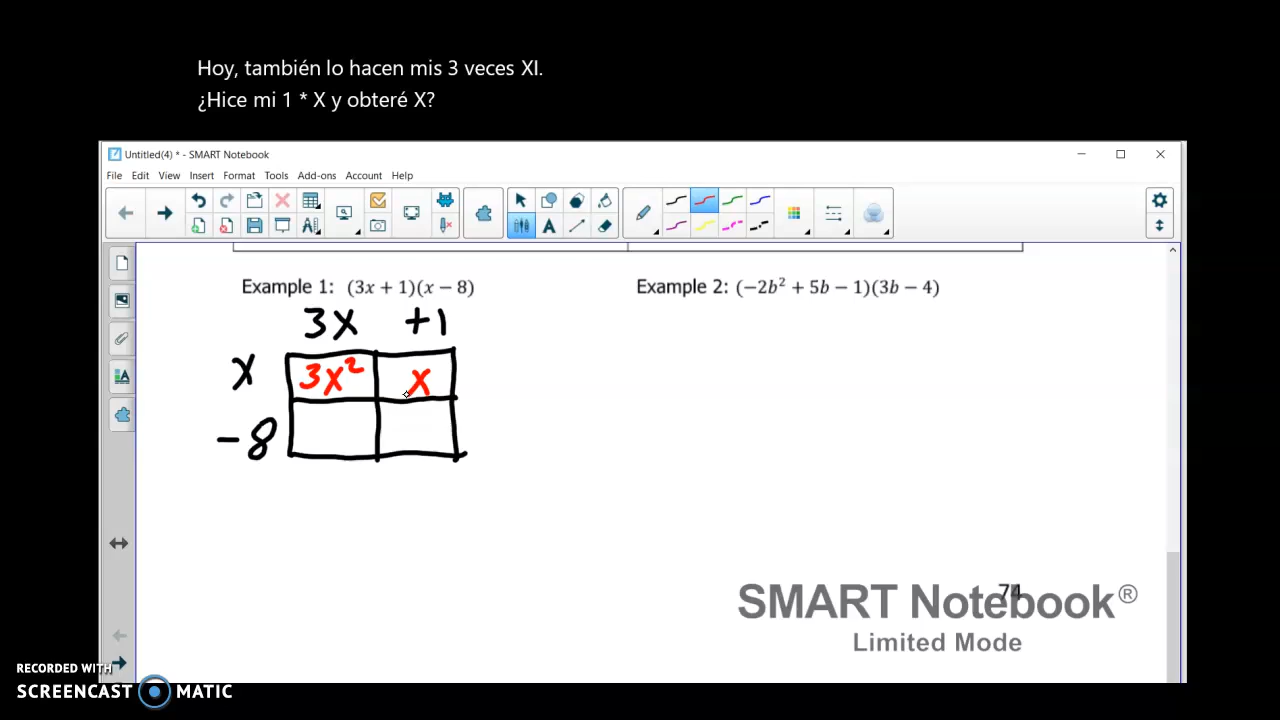 Hoy, también lo hacen mis 3 veces XI.
¿Hice mi 1 * X y obteré X?
Untitled(4) * - SMART Notebook
File Edit View Insert Format Tools Add-ons Account Help
Example 1: (3x + 1)(x − 8)
Example 2: (−2b² + 5b − 1)(3b − 4)
3x +1
x 3x² x
-8
74
SMART Notebook®
Limited Mode
RECORDED WITH
SCREENCAST MATIC